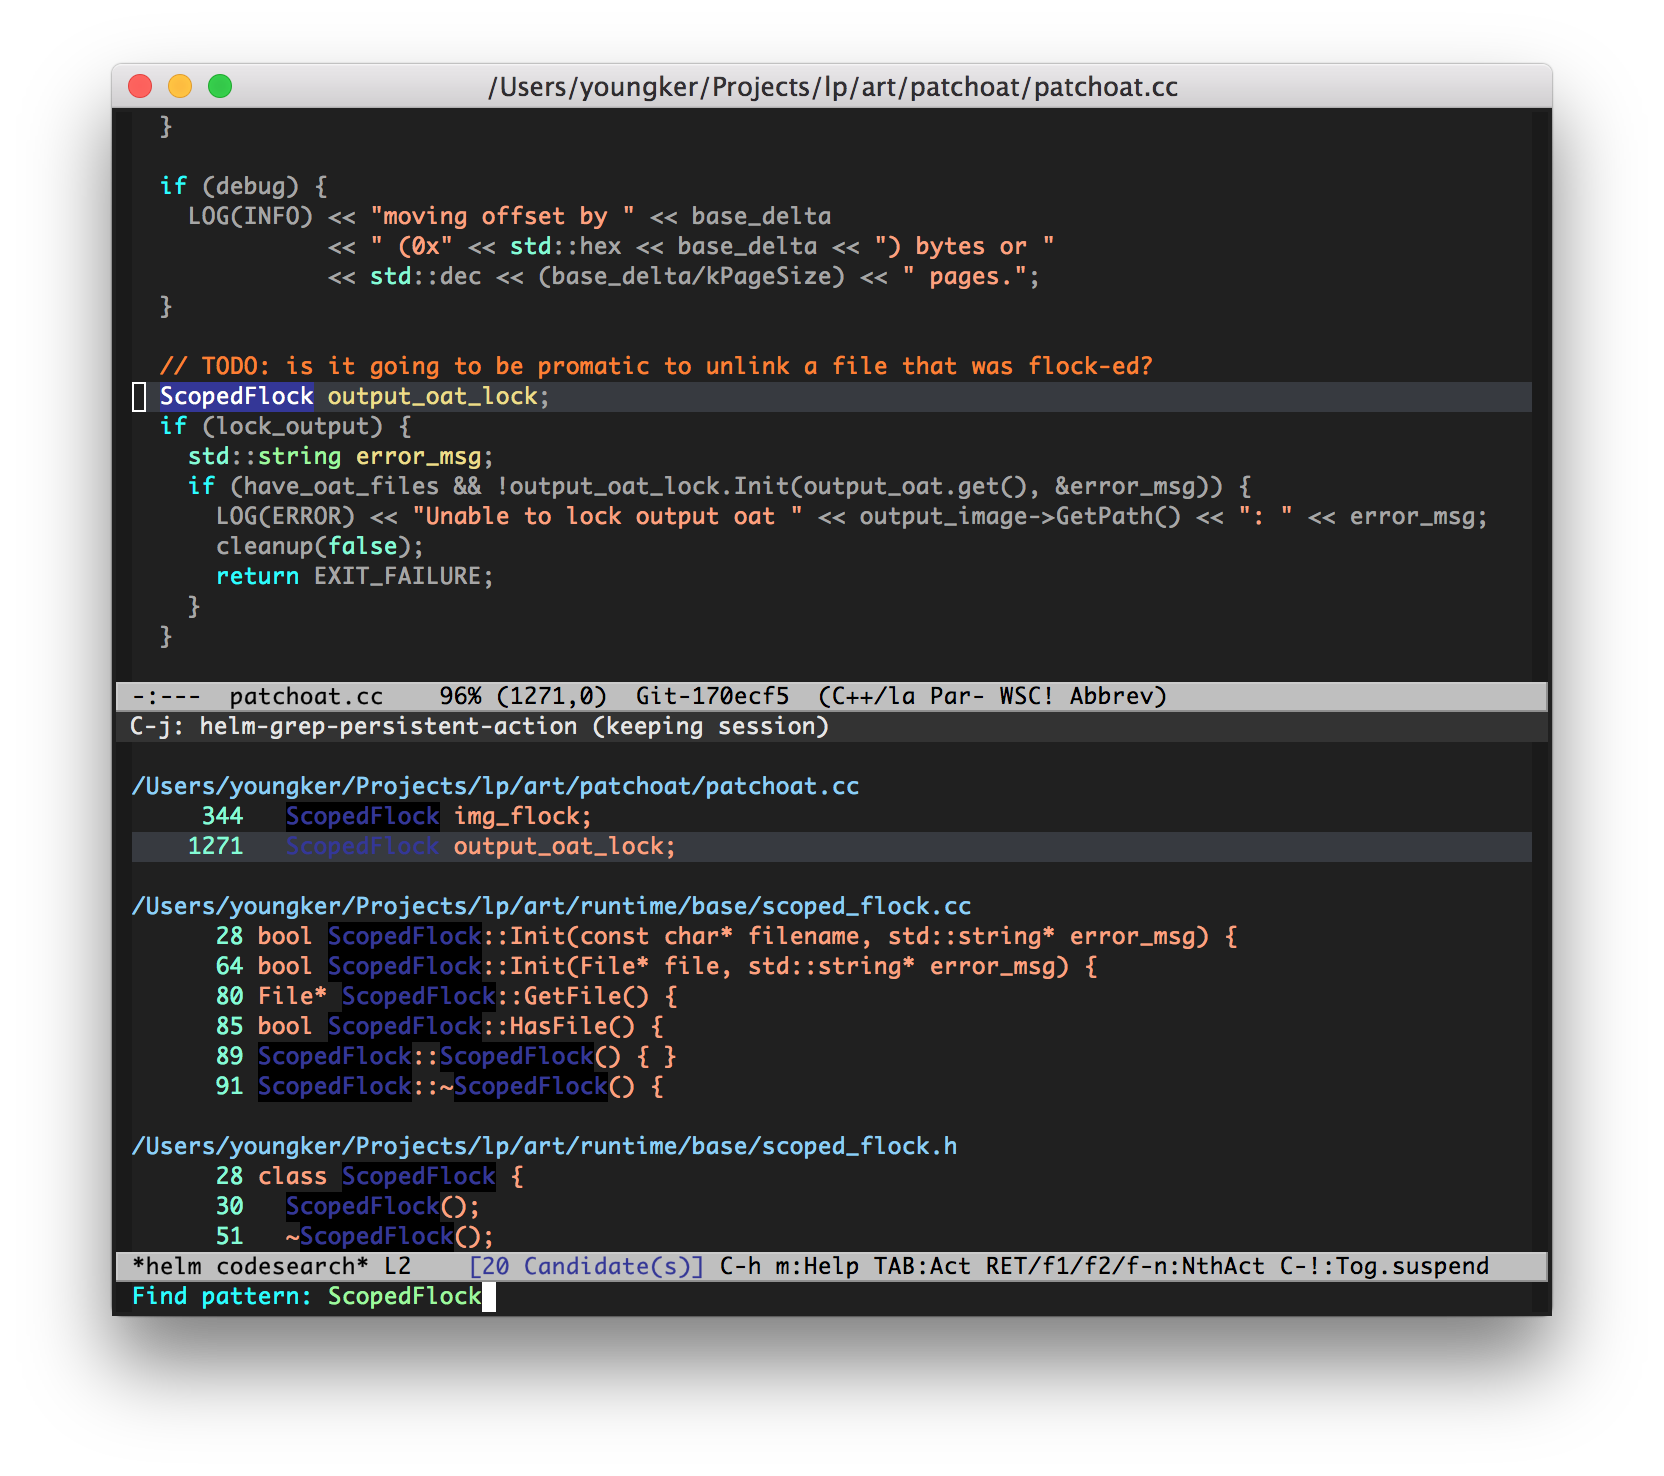 /Users/youngker/Projects/lp/art/patchoat/patchoat.cc
}
if (debug) {
LOG(INFO) << "moving offset by " << base_delta
<< " (0x" << std::hex << base_delta << ") bytes or "
<< std::dec << (base_delta/kPageSize) << " pages.";
}
// TODO: is it going to be promatic to unlink a file that was flock-ed?
ScopedFlock output_oat_lock;
if (lock_output) {
std::string error_msg;
if (have_oat_files && !output_oat_lock.Init(output_oat.get(), &error_msg)) {
LOG(ERROR) << "Unable to lock output oat " << output_image->GetPath() << ": " << error_msg;
cleanup(false);
return EXIT_FAILURE;
}
}
-:--- patchoat.cc 96% (1271,0) Git-170ecf5 (C++/la Par- WSC! Abbrev)
C-j: helm-grep-persistent-action (keeping session)
/Users/youngker/Projects/lp/art/patchoat/patchoat.cc
344 ScopedFlock img_flock;
1271 ScopedFlock output_oat_lock;
/Users/youngker/Projects/lp/art/runtime/base/scoped_flock.cc
28 bool ScopedFlock::Init(const char* filename, std::string* error_msg) {
64 bool ScopedFlock::Init(File* file, std::string* error_msg) {
80 File* ScopedFlock::GetFile() {
85 bool ScopedFlock::HasFile() {
89 ScopedFlock::ScopedFlock() { }
91 ScopedFlock::~ScopedFlock() {
/Users/youngker/Projects/lp/art/runtime/base/scoped_flock.h
28 class ScopedFlock {
30 ScopedFlock();
51 ~ScopedFlock();
*helm codesearch* L2 [20 Candidate(s)] C-h m:Help TAB:Act RET/f1/f2/f-n:NthAct C-!:Tog.suspend
Find pattern: ScopedFlock